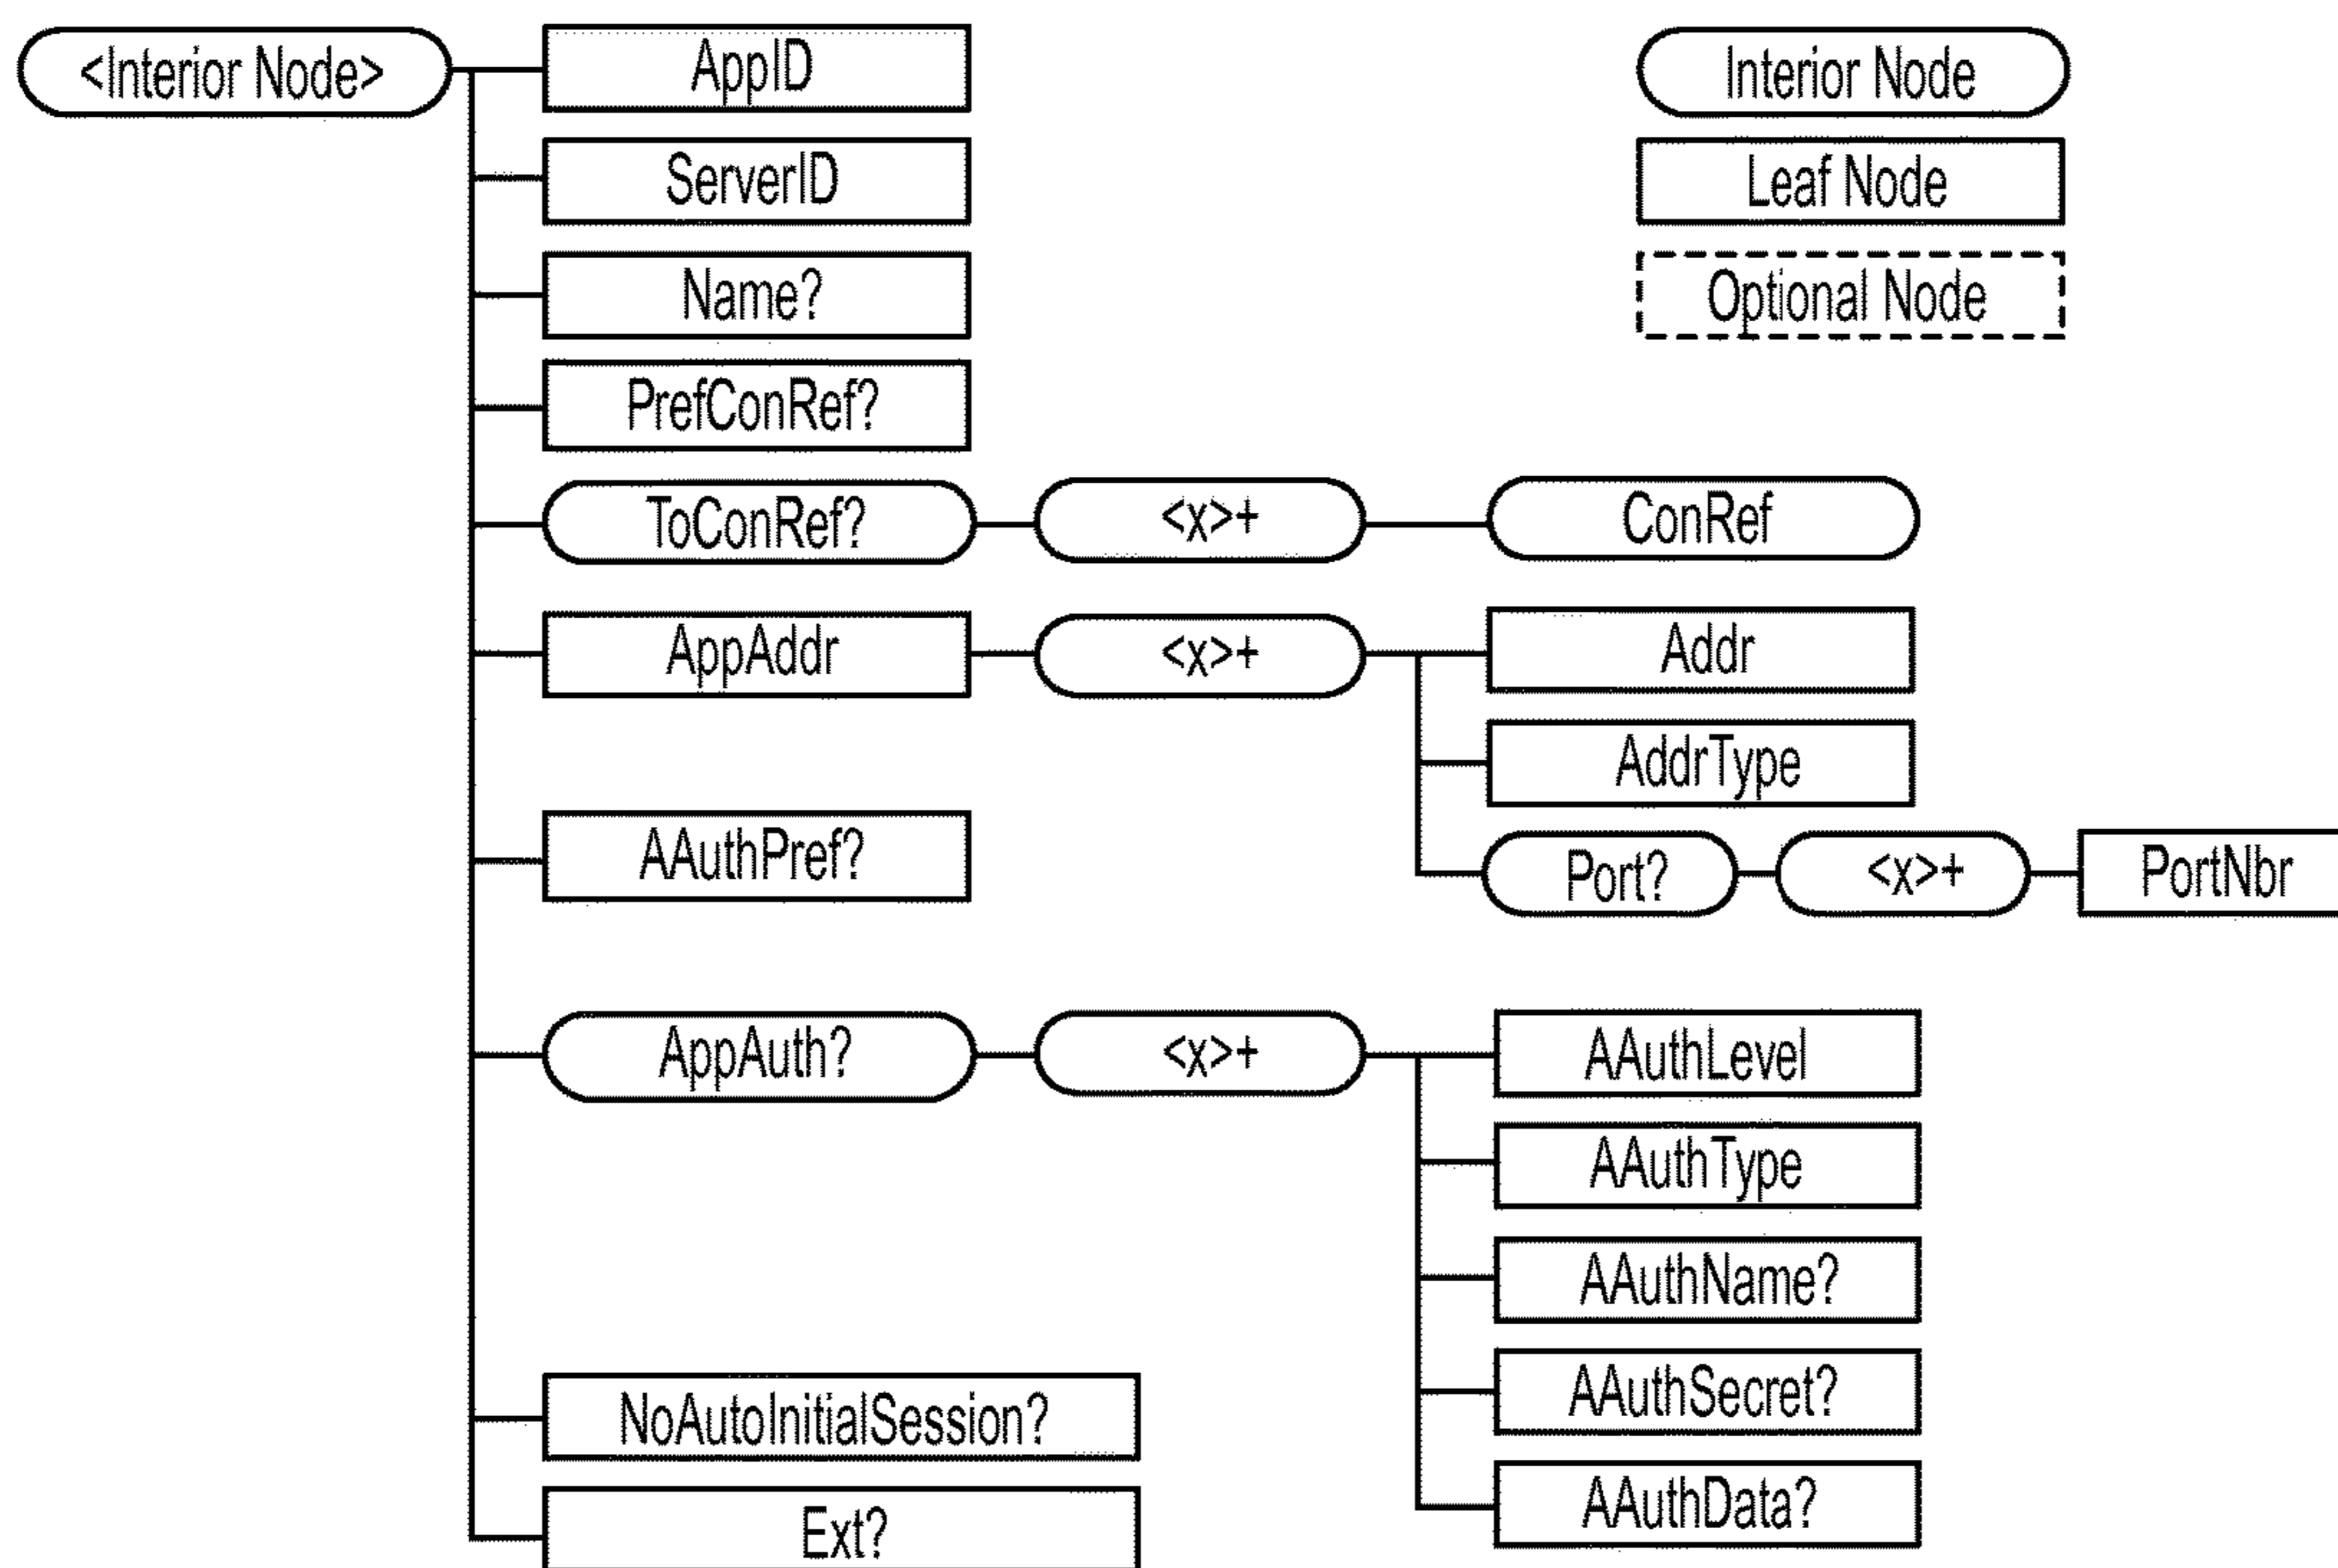 <Interior Node>
AppID
ServerID
Name?
PrefConRef?
ToConRef?
<x>+
ConRef
AppAddr
<x>+
Addr
AddrType
Port?
<x>+
PortNbr
AAuthPref?
AppAuth?
<x>+
AAuthLevel
AAuthType
AAuthName?
AAuthSecret?
AAuthData?
NoAutoInitialSession?
Ext?
Interior Node
Leaf Node
Optional Node